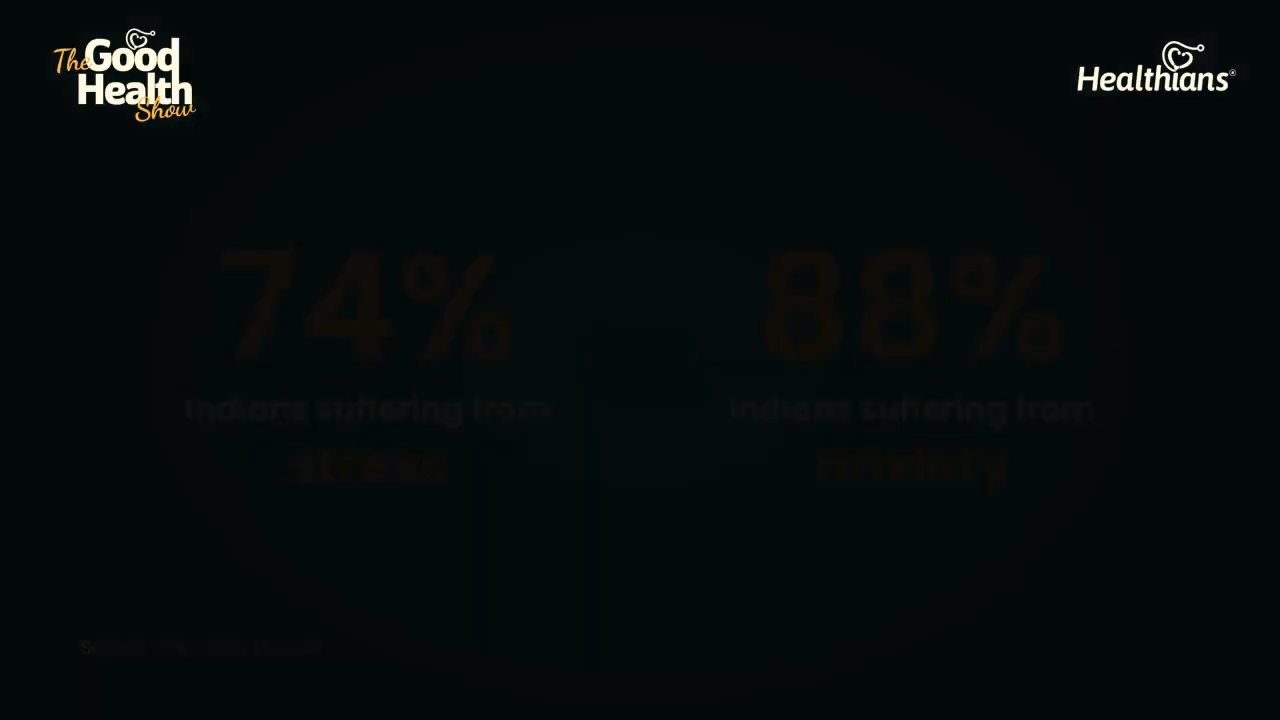 The Good
Health
Show
Healthians®
74%
Indians suffering from
stress
88%
Indians suffering from
anxiety